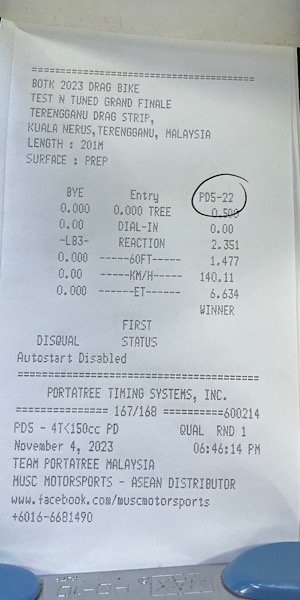 ========================================
BOTK 2023 DRAG BIKE
TEST N TUNED GRAND FINALE
TERENGGANU DRAG STRIP,
KUALA NERUS,TERENGGANU, MALAYSIA
LENGTH : 201M
SURFACE : PREP
BYE Entry PD5-22
0.000 0.000 TREE 0.500
0.00 DIAL-IN 0.00
-LB3- REACTION 2.351
0.000 ------60FT------ 1.477
0.00 -----KM/H----- 140.11
0.000 ------ET------ 6.634
WINNER
FIRST
DISQUAL STATUS
Autostart Disabled
========================================
PORTATREE TIMING SYSTEMS, INC.
=============== 167/168 ==========600214
PD5 - 4T<150cc PD QUAL RND 1
November 4, 2023 06:46:14 PM
TEAM PORTATREE MALAYSIA
MUSC MOTORSPORTS - ASEAN DISTRIBUTOR
www.facebook.com/muscmotorsports
+6016-6681490